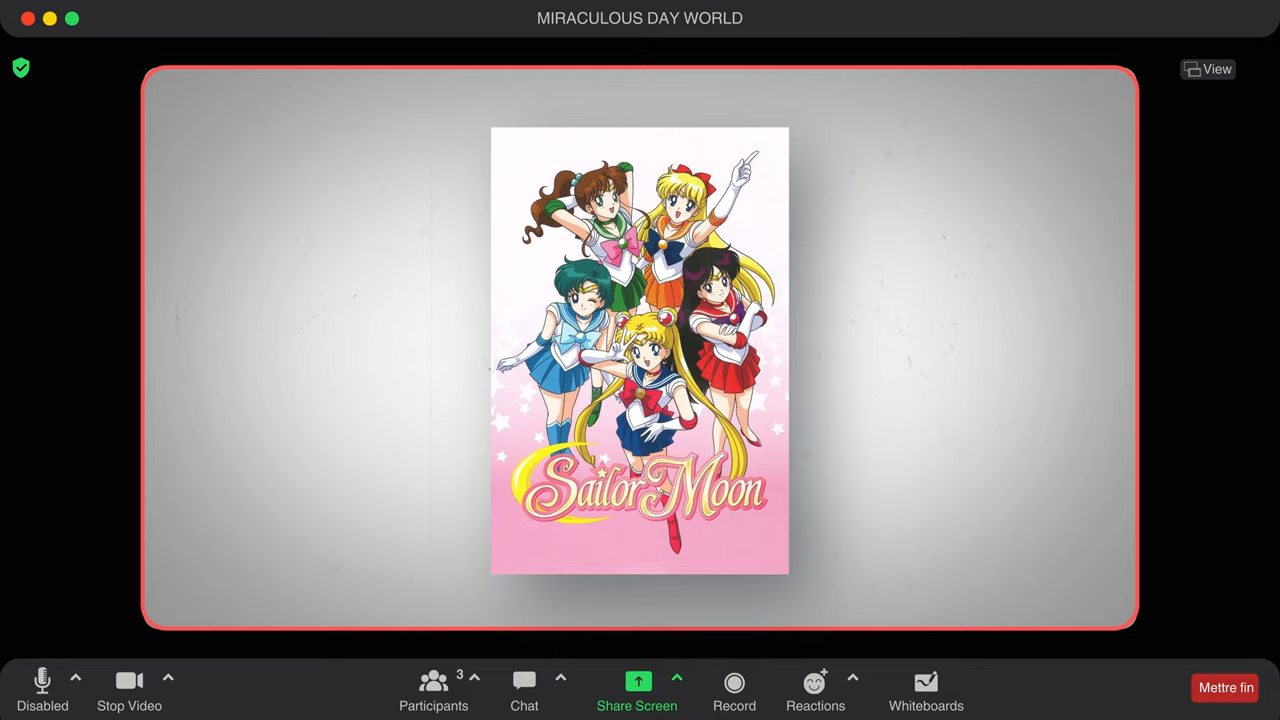 MIRACULOUS DAY WORLD
View
Sailor Moon
3
Disabled
Stop Video
Participants
Chat
Share Screen
Record
Reactions
Whiteboards
Mettre fin